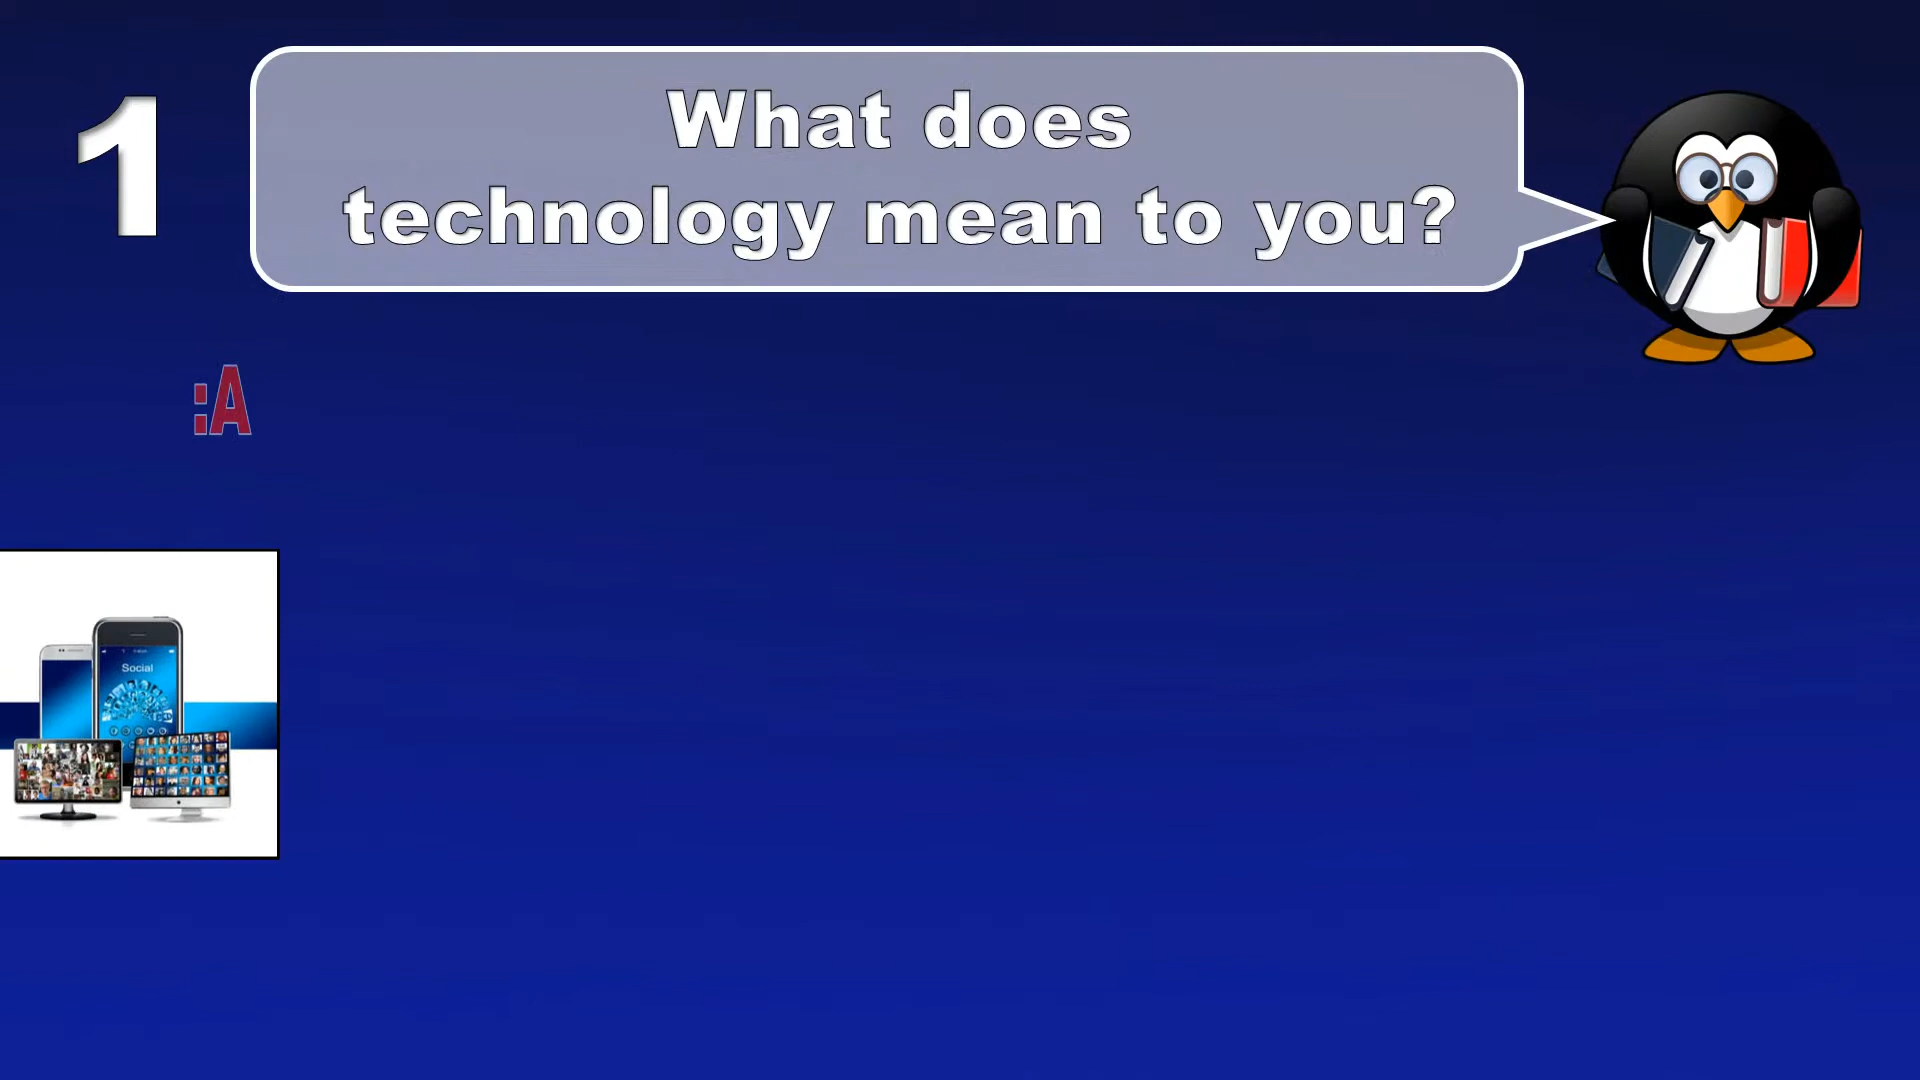 1
What does
technology mean to you?
:A
Social